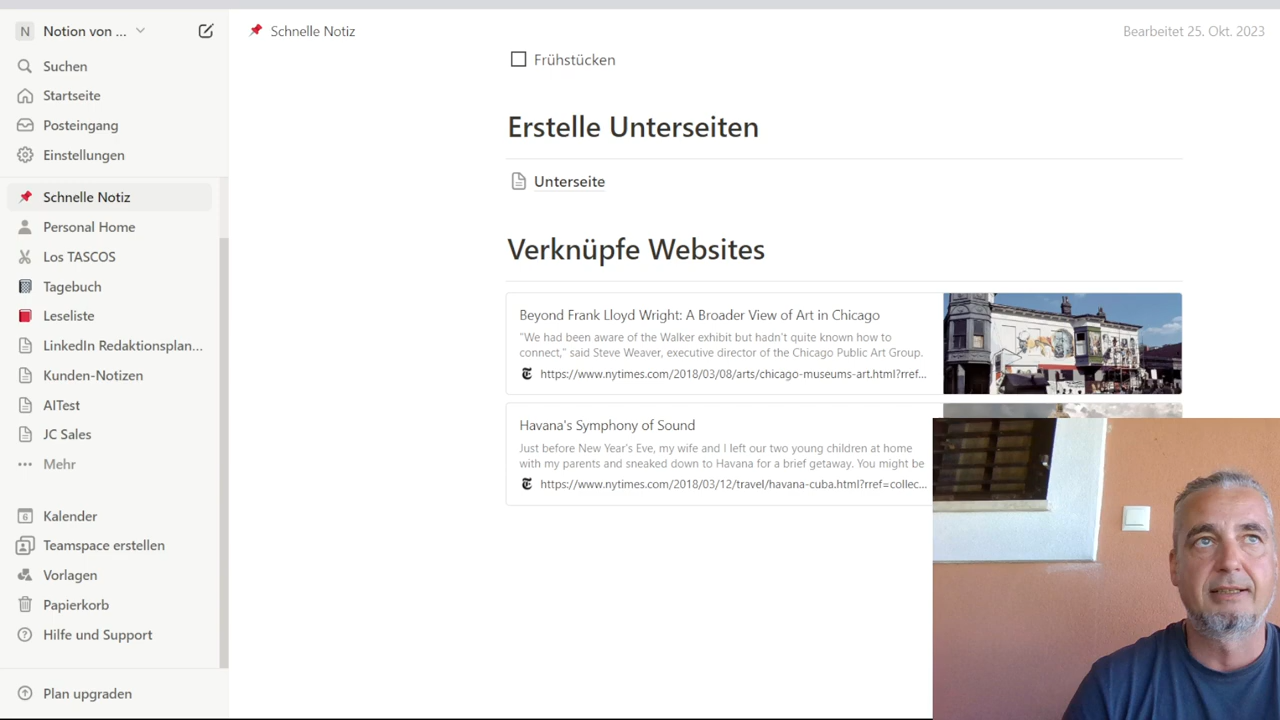 N Notion von ...
Suchen
Startseite
Posteingang
Einstellungen
Schnelle Notiz
Personal Home
Los TASCOS
Tagebuch
Leseliste
LinkedIn Redaktionsplan...
Kunden-Notizen
AITest
JC Sales
Mehr
6 Kalender
Teamspace erstellen
Vorlagen
Papierkorb
Hilfe und Support
Plan upgraden
Schnelle Notiz
Bearbeitet 25. Okt. 2023
Frühstücken
Erstelle Unterseiten
Unterseite
Verknüpfe Websites
Beyond Frank Lloyd Wright: A Broader View of Art in Chicago
"We had been aware of the Walker exhibit but hadn't quite known how to
connect," said Steve Weaver, executive director of the Chicago Public Art Group.
https://www.nytimes.com/2018/03/08/arts/chicago-museums-art.html?rref...
Havana's Symphony of Sound
Just before New Year's Eve, my wife and I left our two young children at home
with my parents and sneaked down to Havana for a brief getaway. You might be
https://www.nytimes.com/2018/03/12/travel/havana-cuba.html?rref=collec...